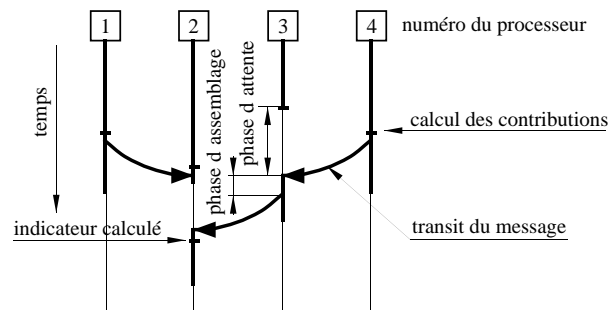 1 2 3 4 numéro du processeur
temps
phase d assemblage
phase d attente
calcul des contributions
indicateur calculé
transit du message